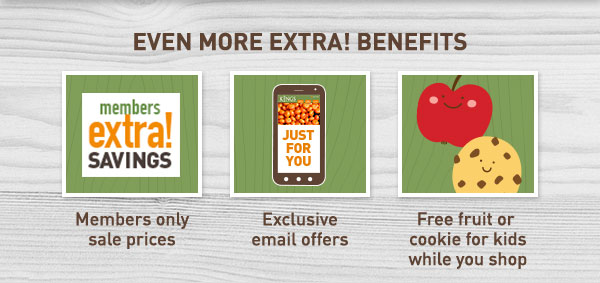 EVEN MORE EXTRA! BENEFITS
members
extra!
SAVINGS
KINGS
JUST
FOR
YOU
Members only
sale prices
Exclusive
email offers
Free fruit or
cookie for kids
while you shop